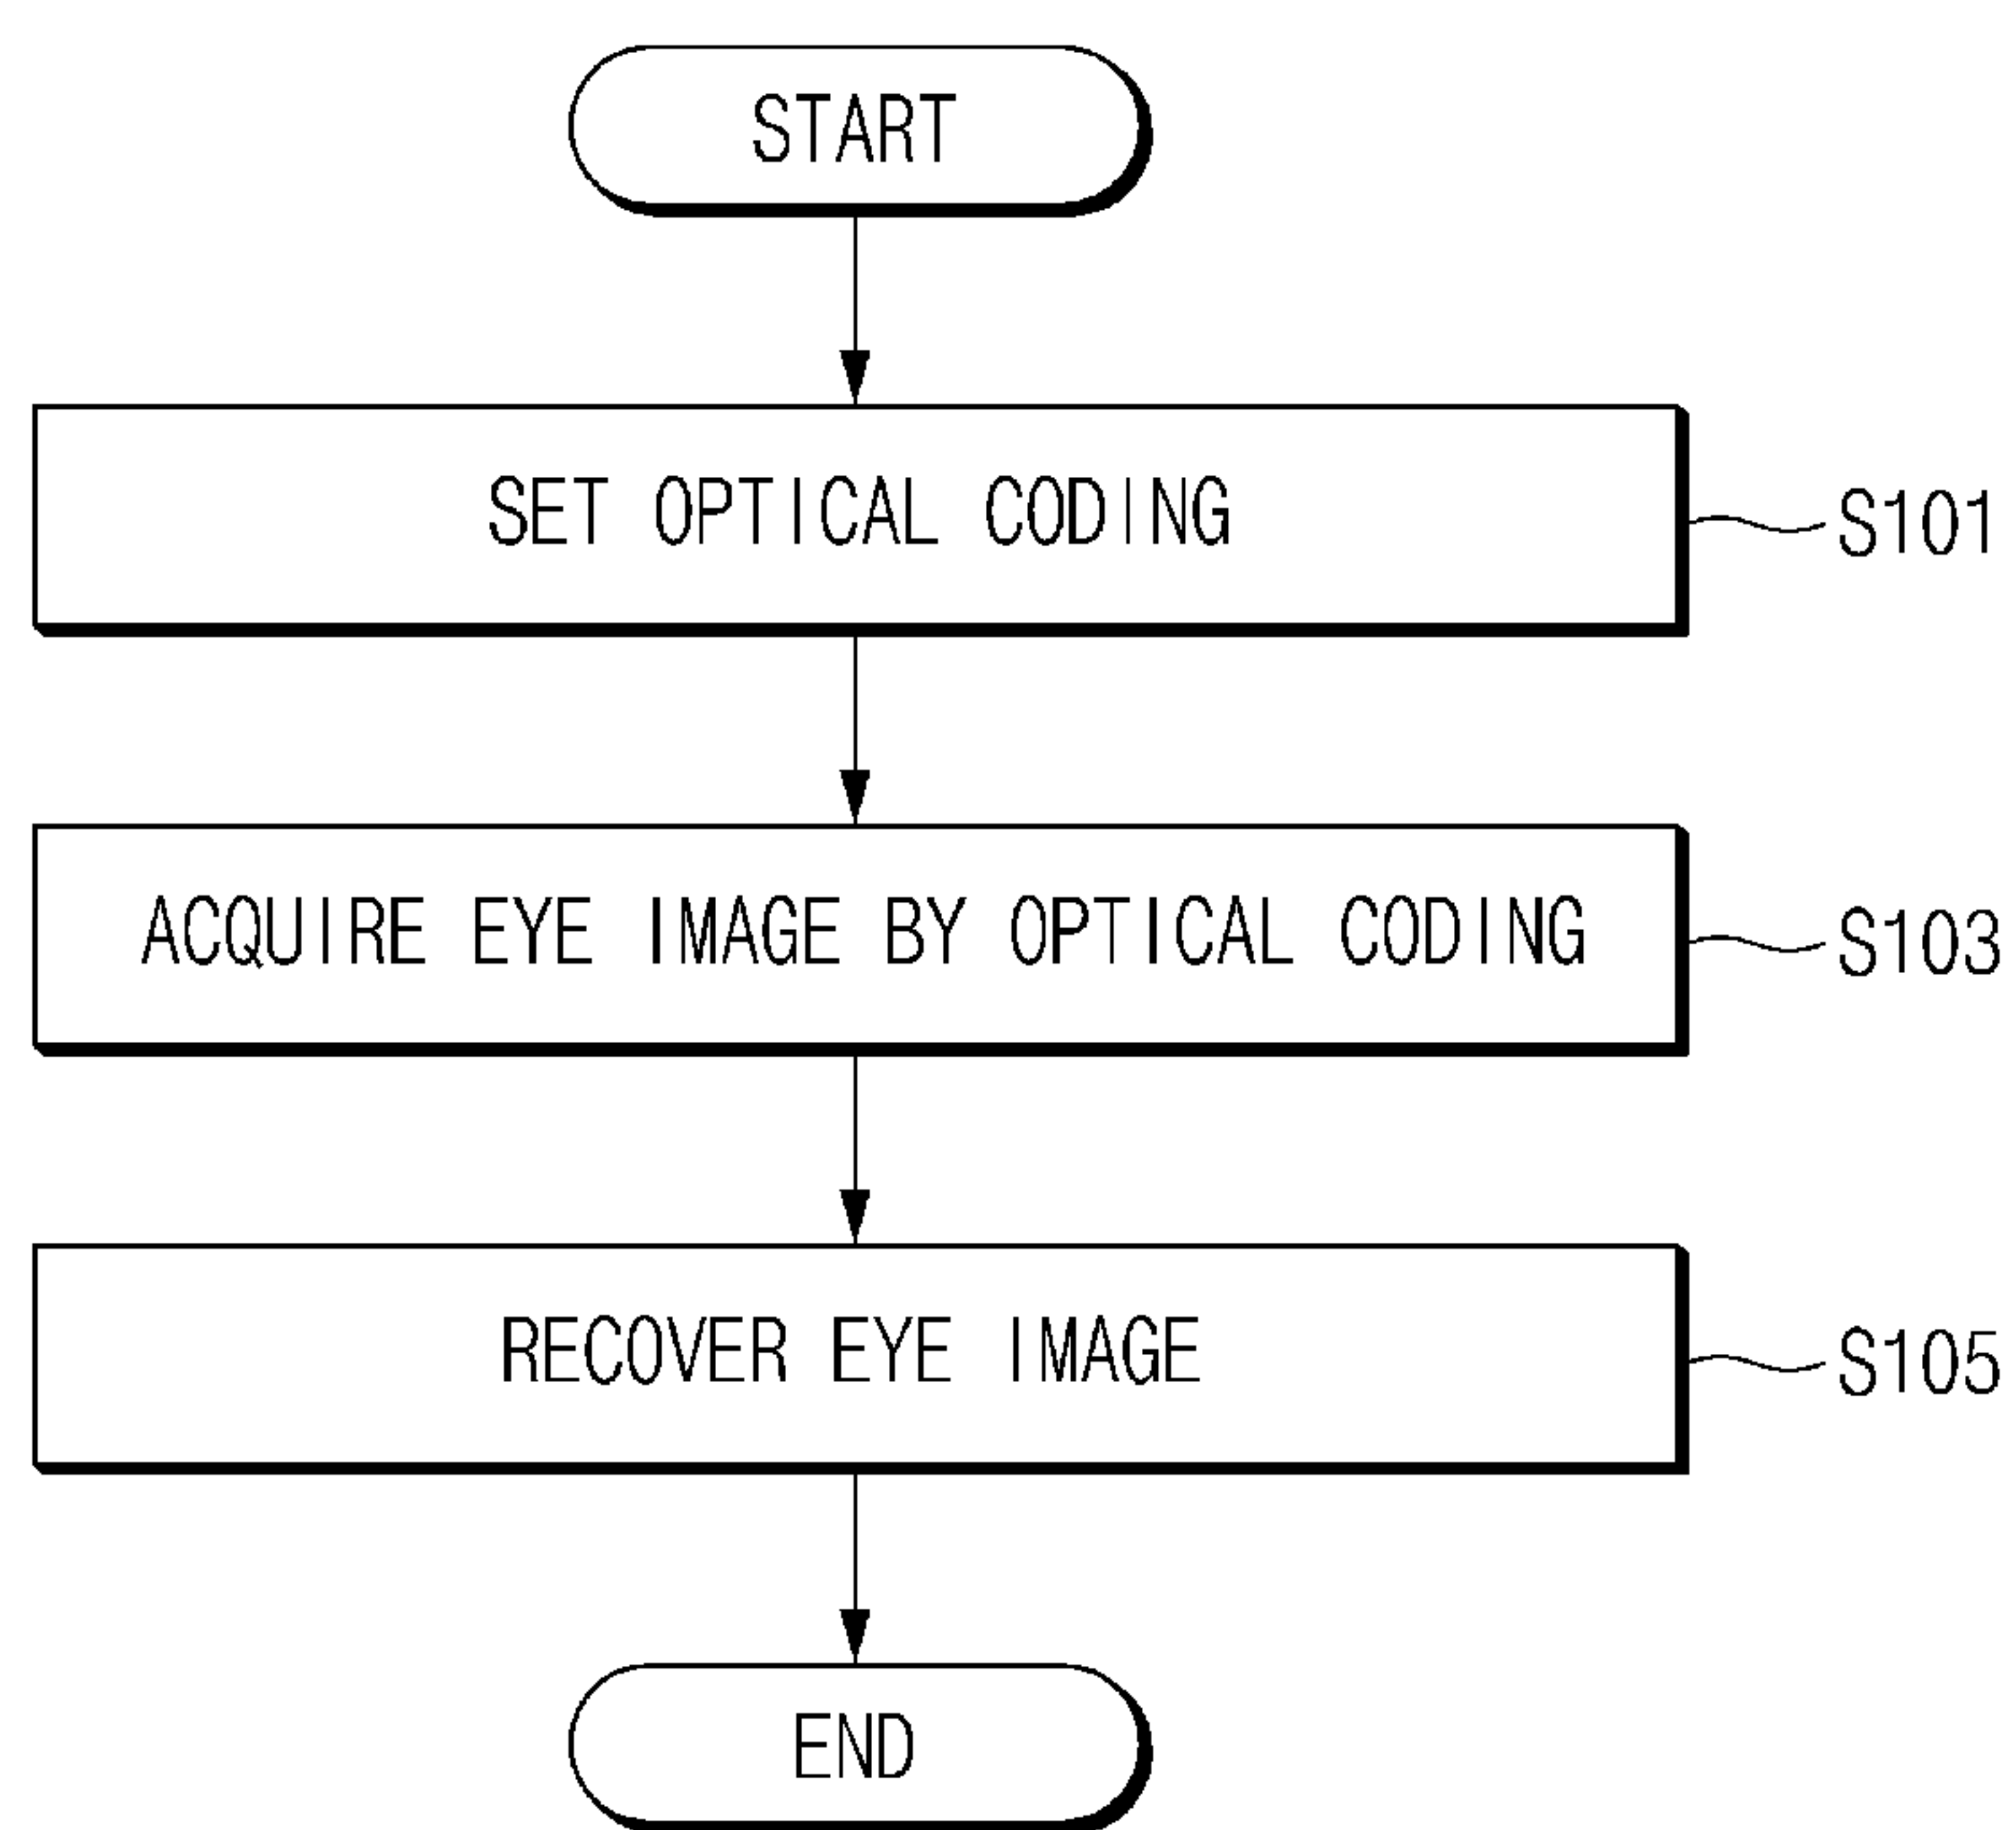 START
SET OPTICAL CODING
S101
ACQUIRE EYE IMAGE BY OPTICAL CODING
S103
RECOVER EYE IMAGE
S105
END